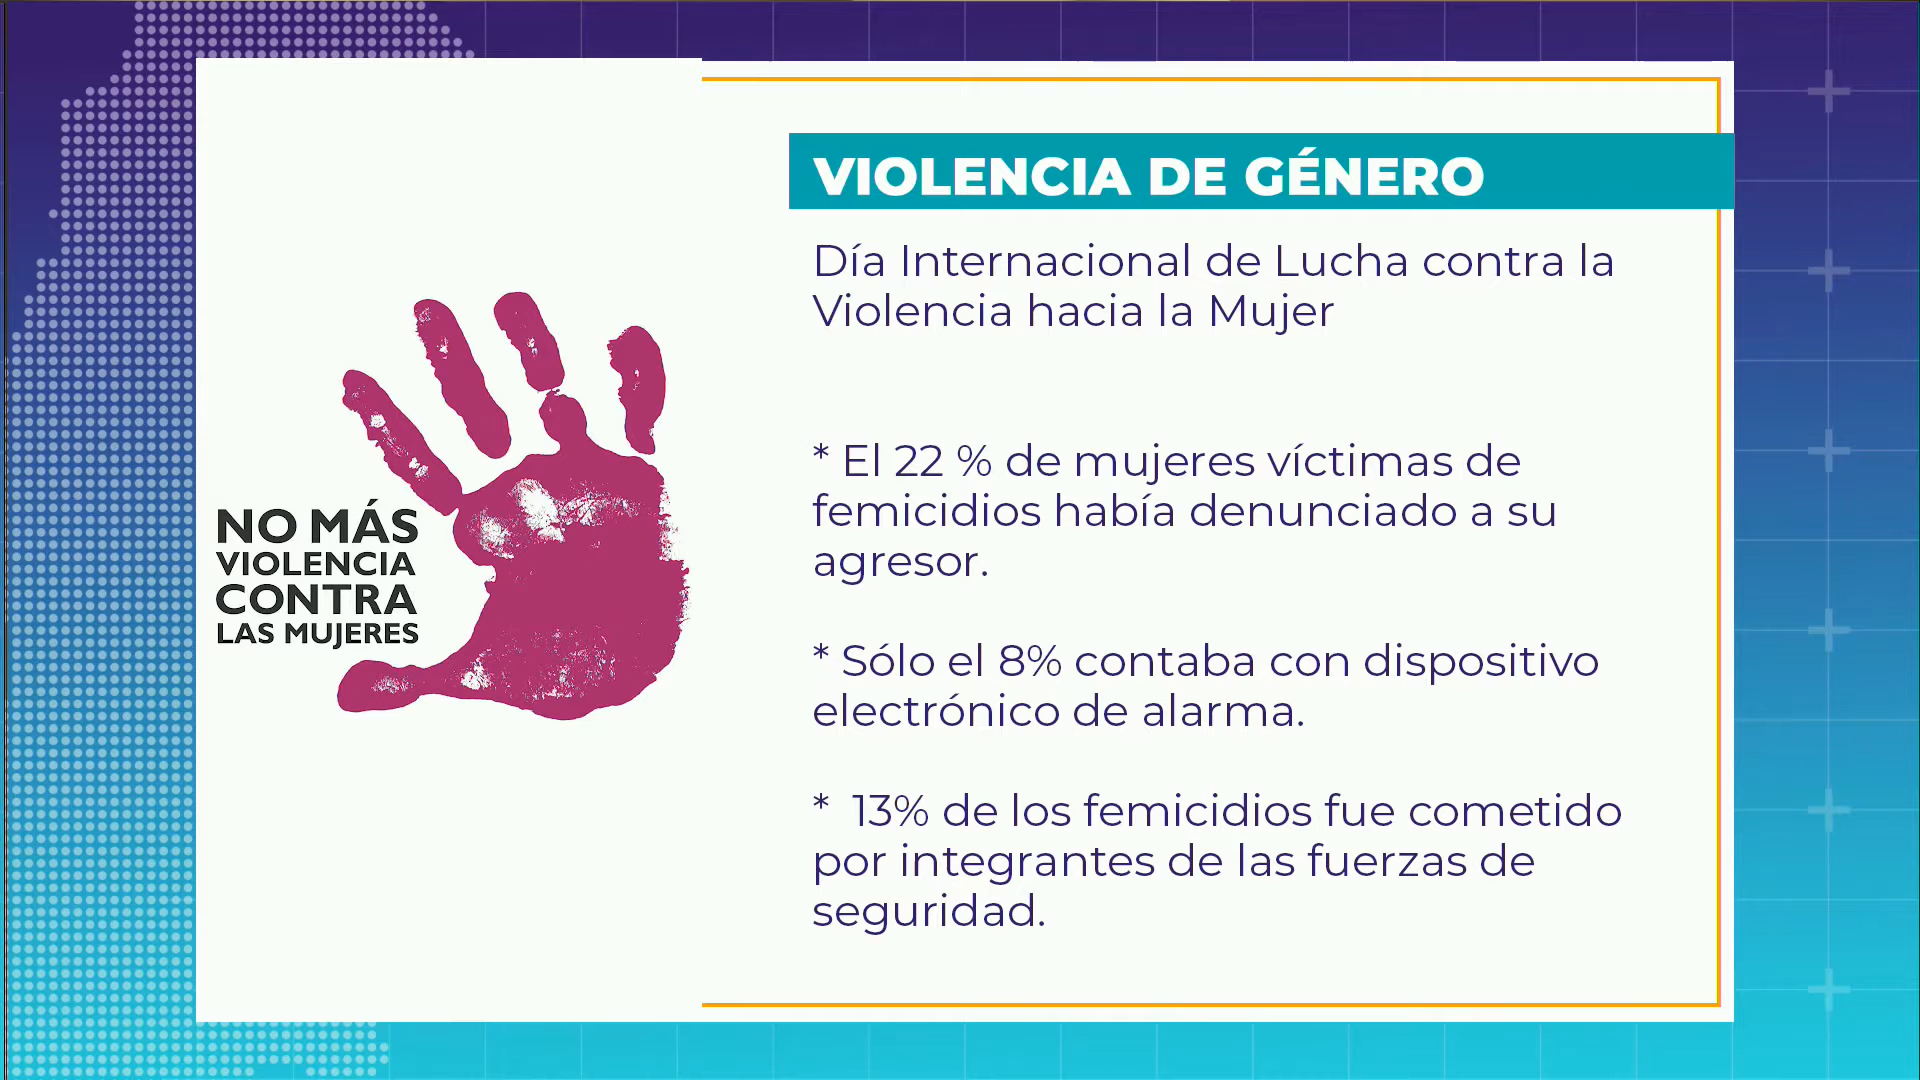 NO MÁS
VIOLENCIA
CONTRA
LAS MUJERES
VIOLENCIA DE GÉNERO
Día Internacional de Lucha contra la
Violencia hacia la Mujer
* El 22 % de mujeres víctimas de
femicidios había denunciado a su
agresor.
* Sólo el 8% contaba con dispositivo
electrónico de alarma.
*  13% de los femicidios fue cometido
por integrantes de las fuerzas de
seguridad.